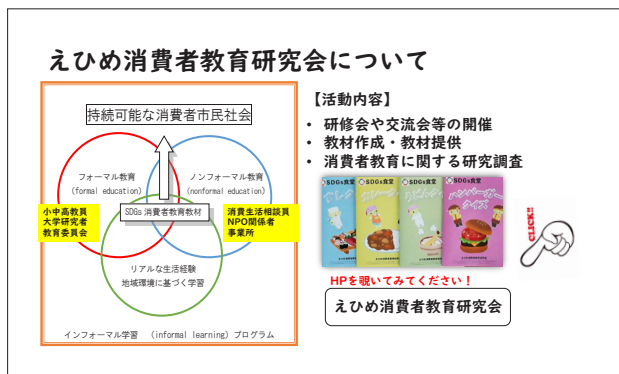 えひめ消費者教育研究会について
持続可能な消費者市民社会
フォーマル教育
(formal education)
ノンフォーマル教育
(nonformal education)
小中高教員
大学研究者
教育委員会
SDGs 消費者教育教材
消費生活相談員
NPO関係者
事業所
リアルな生活経験
地域環境に基づく学習
インフォーマル学習 (informal learning) プログラム
【活動内容】
• 研修会や交流会等の開催
• 教材作成・教材提供
• 消費者教育に関する研究調査
SDGs食堂
SDGs食堂
SDGs食堂
SDGs食堂
ハンバーガー
クイズ
CLICK!!
HPを覗いてみてください！
えひめ消費者教育研究会